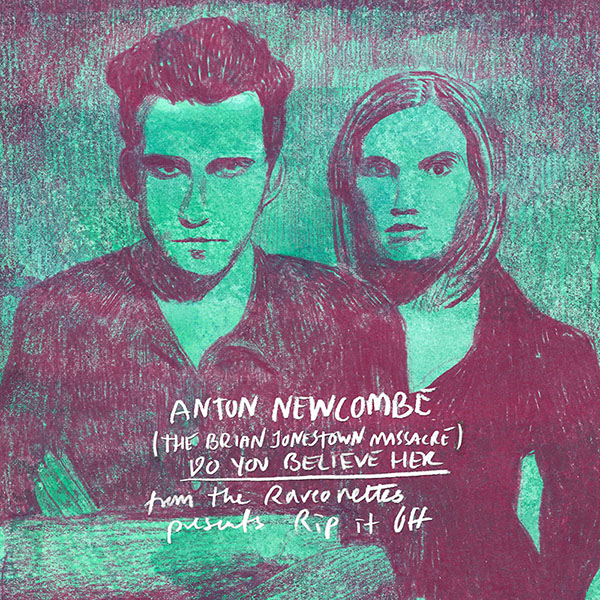 ANTON NEWCOMBE
(THE BRIAN JONESTOWN MASSACRE)
DO YOU BELIEVE HER
from the Raveonettes
presents Rip it Off